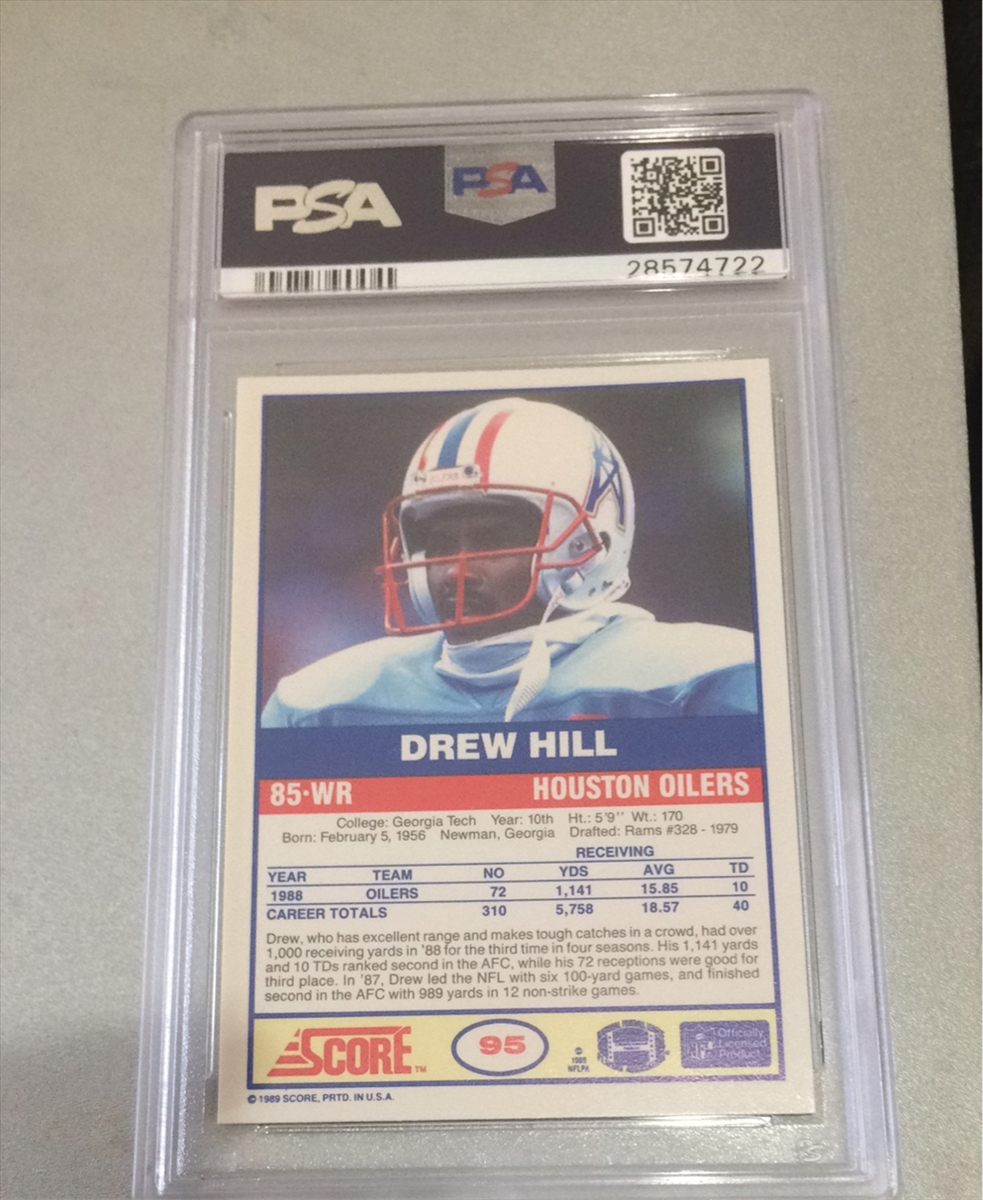 PSA
PSA
28574722
DREW HILL
85·WR HOUSTON OILERS
College: Georgia Tech Year: 10th Ht.: 5'9'' Wt.: 170
Born: February 5, 1956 Newman, Georgia Drafted: Rams #328 - 1979
RECEIVING
YEAR TEAM NO YDS AVG TD
1988 OILERS 72 1,141 15.85 10
CAREER TOTALS 310 5,758 18.57 40
Drew, who has excellent range and makes tough catches in a crowd, had over
1,000 receiving yards in '88 for the third time in four seasons. His 1,141 yards
and 10 TDs ranked second in the AFC, while his 72 receptions were good for
third place. In '87, Drew led the NFL with six 100-yard games, and finished
second in the AFC with 989 yards in 12 non-strike games.
SCORE™ 95
© 1989 NFLPA
Officially
Licensed
Product
© 1989 SCORE, PRTD. IN U.S.A.